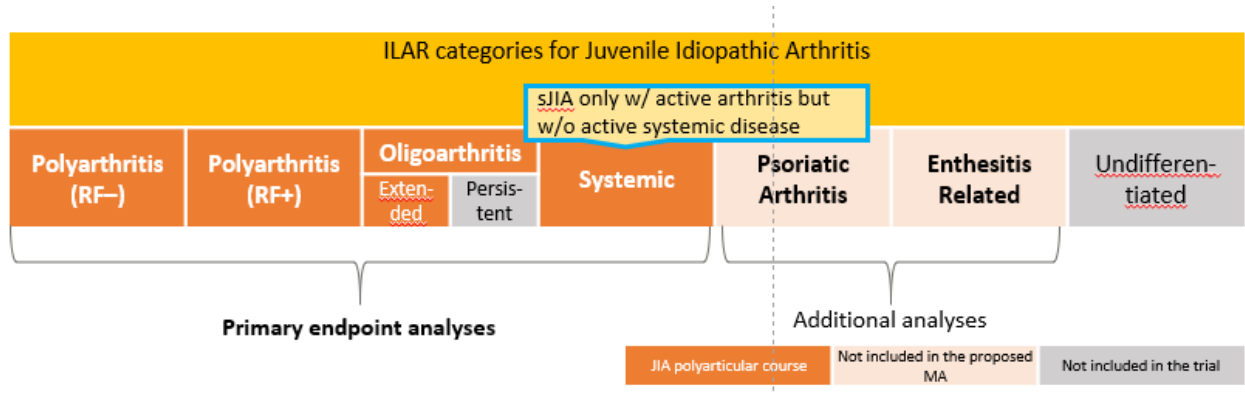 ILAR categories for Juvenile Idiopathic Arthritis
sJIA only w/ active arthritis but
w/o active systemic disease
Polyarthritis
(RF–)
Polyarthritis
(RF+)
Oligoarthritis
Exten-
ded
Persis-
tent
Systemic
Psoriatic
Arthritis
Enthesitis
Related
Undifferen-
tiated
Primary endpoint analyses
Additional analyses
JIA polyarticular course
Not included in the proposed
MA
Not included in the trial